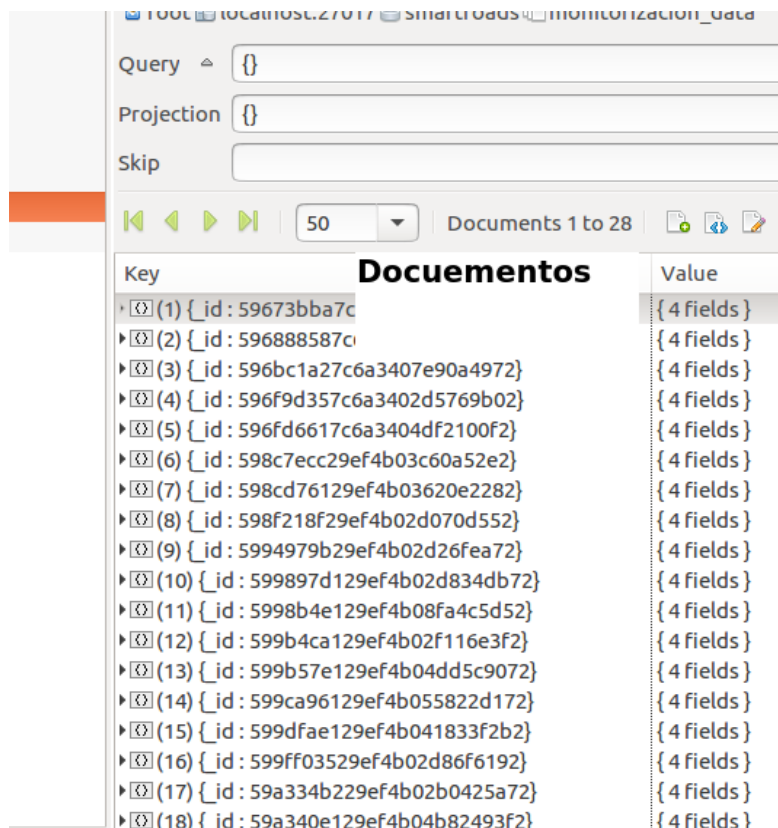 root localhost:27017 smartroads monitorizacion_data
Query {}
Projection {}
Skip
50 Documents 1 to 28
Key Docuementos Value
(1) {_id : 59673bba7c { 4 fields }
(2) {_id : 596888587c { 4 fields }
(3) {_id : 596bc1a27c6a3407e90a4972} { 4 fields }
(4) {_id : 596f9d357c6a3402d5769b02} { 4 fields }
(5) {_id : 596fd6617c6a3404df2100f2} { 4 fields }
(6) {_id : 598c7ecc29ef4b03c60a52e2} { 4 fields }
(7) {_id : 598cd76129ef4b03620e2282} { 4 fields }
(8) {_id : 598f218f29ef4b02d070d552} { 4 fields }
(9) {_id : 5994979b29ef4b02d26fea72} { 4 fields }
(10) {_id : 599897d129ef4b02d834db72} { 4 fields }
(11) {_id : 5998b4e129ef4b08fa4c5d52} { 4 fields }
(12) {_id : 599b4ca129ef4b02f116e3f2} { 4 fields }
(13) {_id : 599b57e129ef4b04dd5c9072} { 4 fields }
(14) {_id : 599ca96129ef4b055822d172} { 4 fields }
(15) {_id : 599dfae129ef4b041833f2b2} { 4 fields }
(16) {_id : 599ff03529ef4b02d86f6192} { 4 fields }
(17) {_id : 59a334b229ef4b02b0425a72} { 4 fields }
(18) {_id : 59a340e129ef4b04b82493f2} { 4 fields }